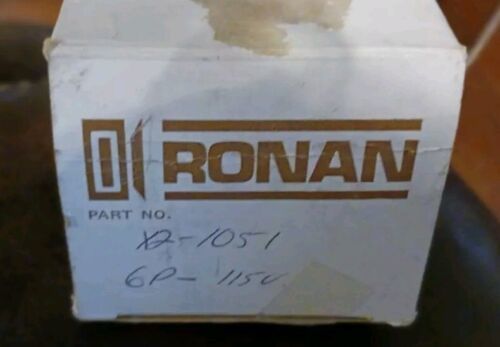 RONAN
PART NO.
X2-1051
6P- 115V